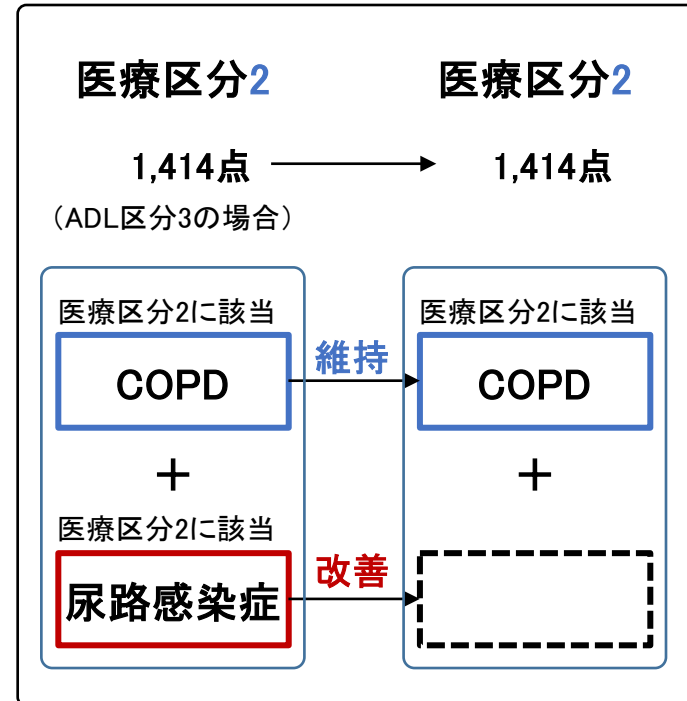 医療区分2 医療区分2
1,414点 1,414点
（ADL区分3の場合）
医療区分2に該当 医療区分2に該当
COPD 維持 COPD
＋ ＋
医療区分2に該当
尿路感染症 改善